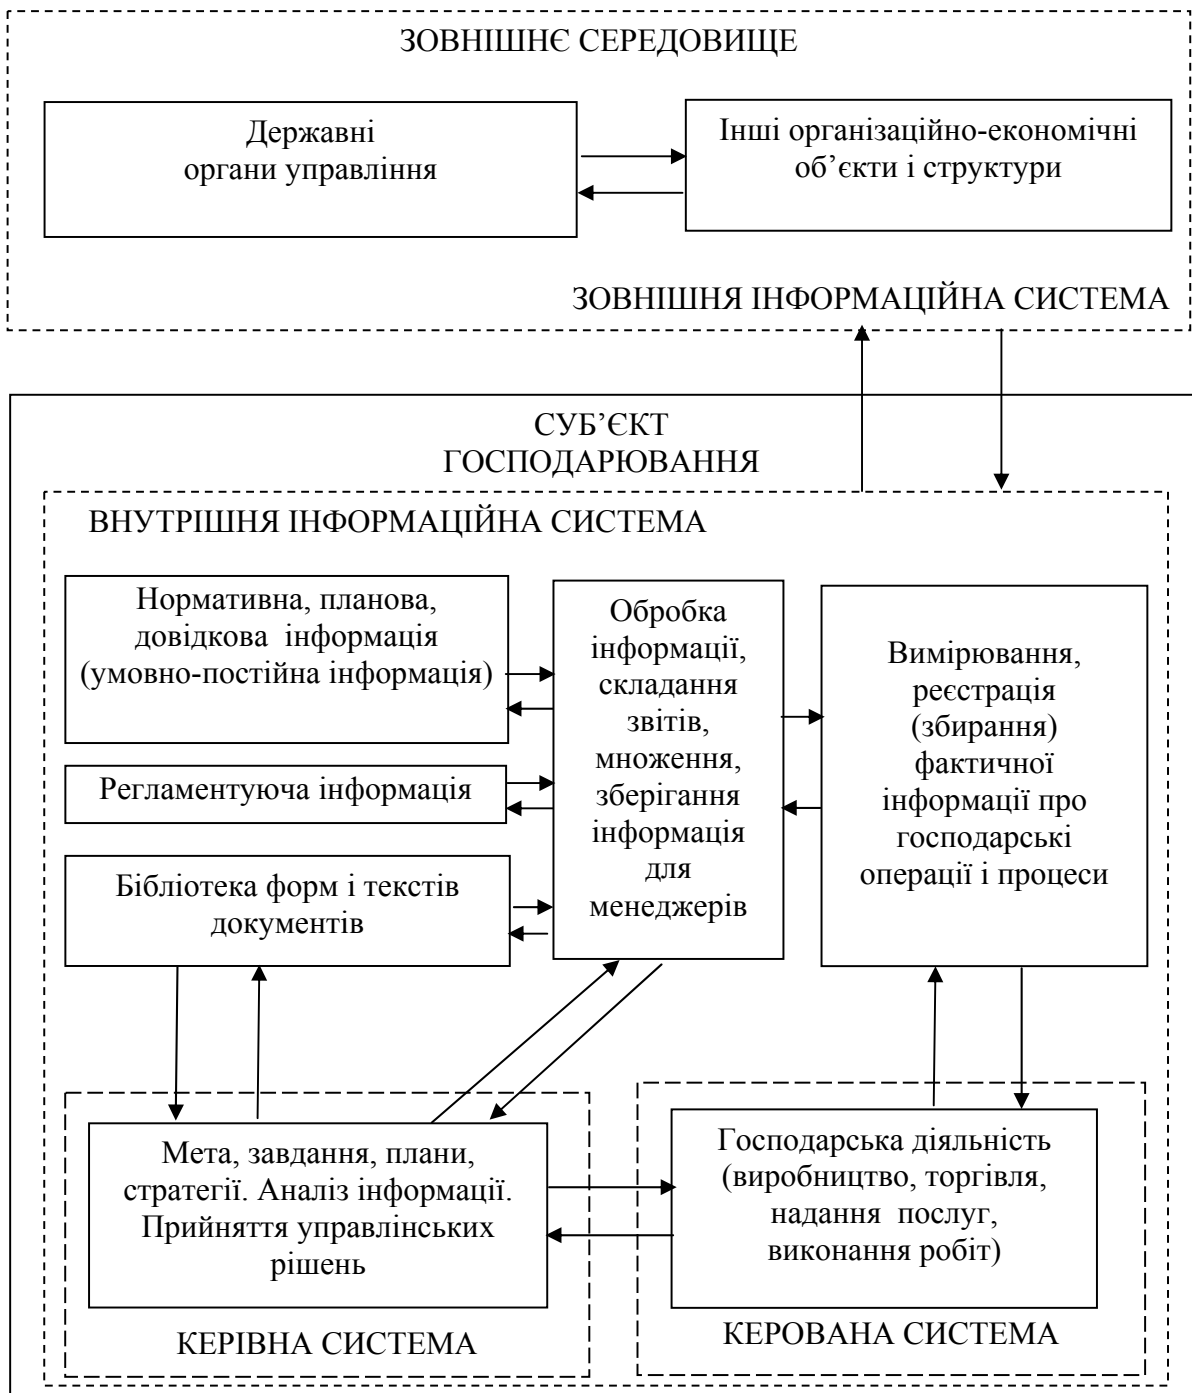 ЗОВНІШНЄ СЕРЕДОВИЩЕ
Державні
органи управління
Інші організаційно-економічні
об’єкти і структури
ЗОВНІШНЯ ІНФОРМАЦІЙНА СИСТЕМА
СУБ’ЄКТ
ГОСПОДАРЮВАННЯ
ВНУТРІШНЯ ІНФОРМАЦІЙНА СИСТЕМА
Нормативна, планова,
довідкова інформація
(умовно-постійна інформація)
Регламентуюча інформація
Бібліотека форм і текстів
документів
Обробка
інформації,
складання
звітів,
множення,
зберігання
інформація
для
менеджерів
Вимірювання,
реєстрація
(збирання)
фактичної
інформації про
господарські
операції і процеси
Мета, завдання, плани,
стратегії. Аналіз інформації.
Прийняття управлінських
рішень
КЕРІВНА СИСТЕМА
Господарська діяльність
(виробництво, торгівля,
надання послуг,
виконання робіт)
КЕРОВАНА СИСТЕМА